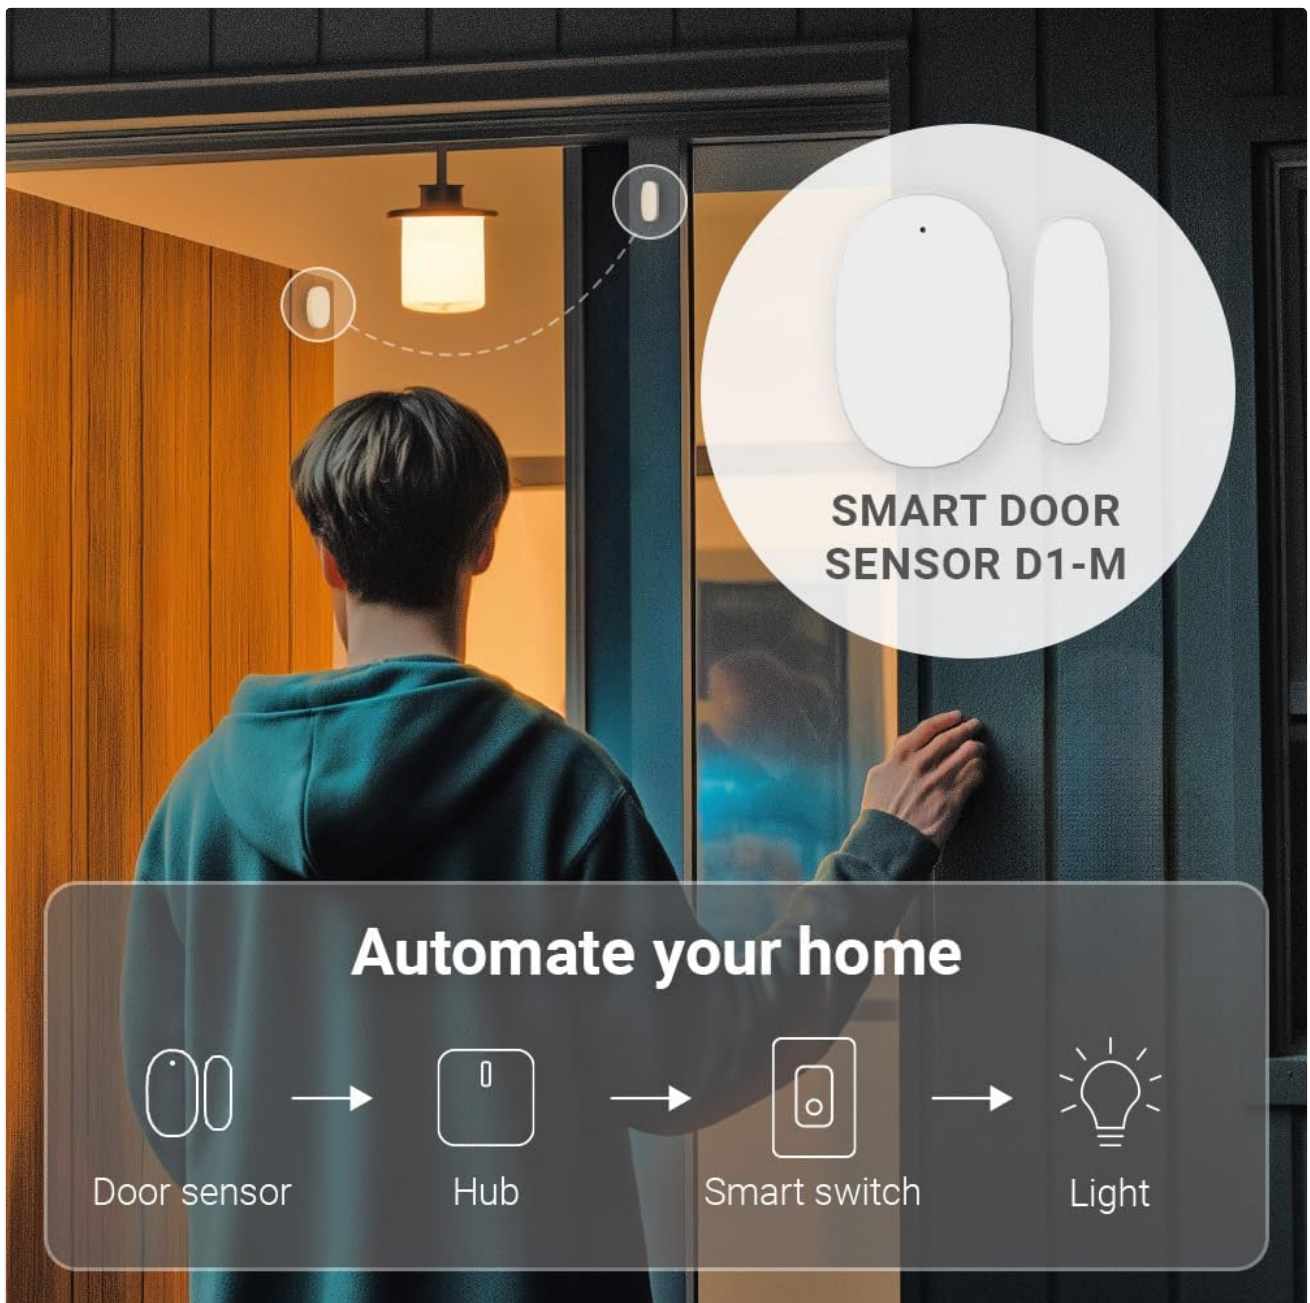 SMART DOOR
SENSOR D1-M
Automate your home
Door sensor
Hub
Smart switch
Light